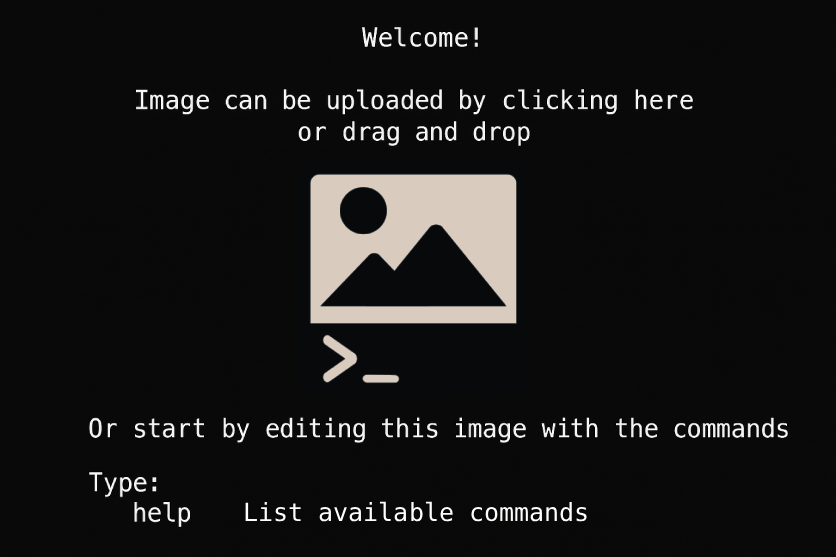 Welcome!
Image can be uploaded by clicking here
or drag and drop
>_
Or start by editing this image with the commands
Type:
help    List available commands